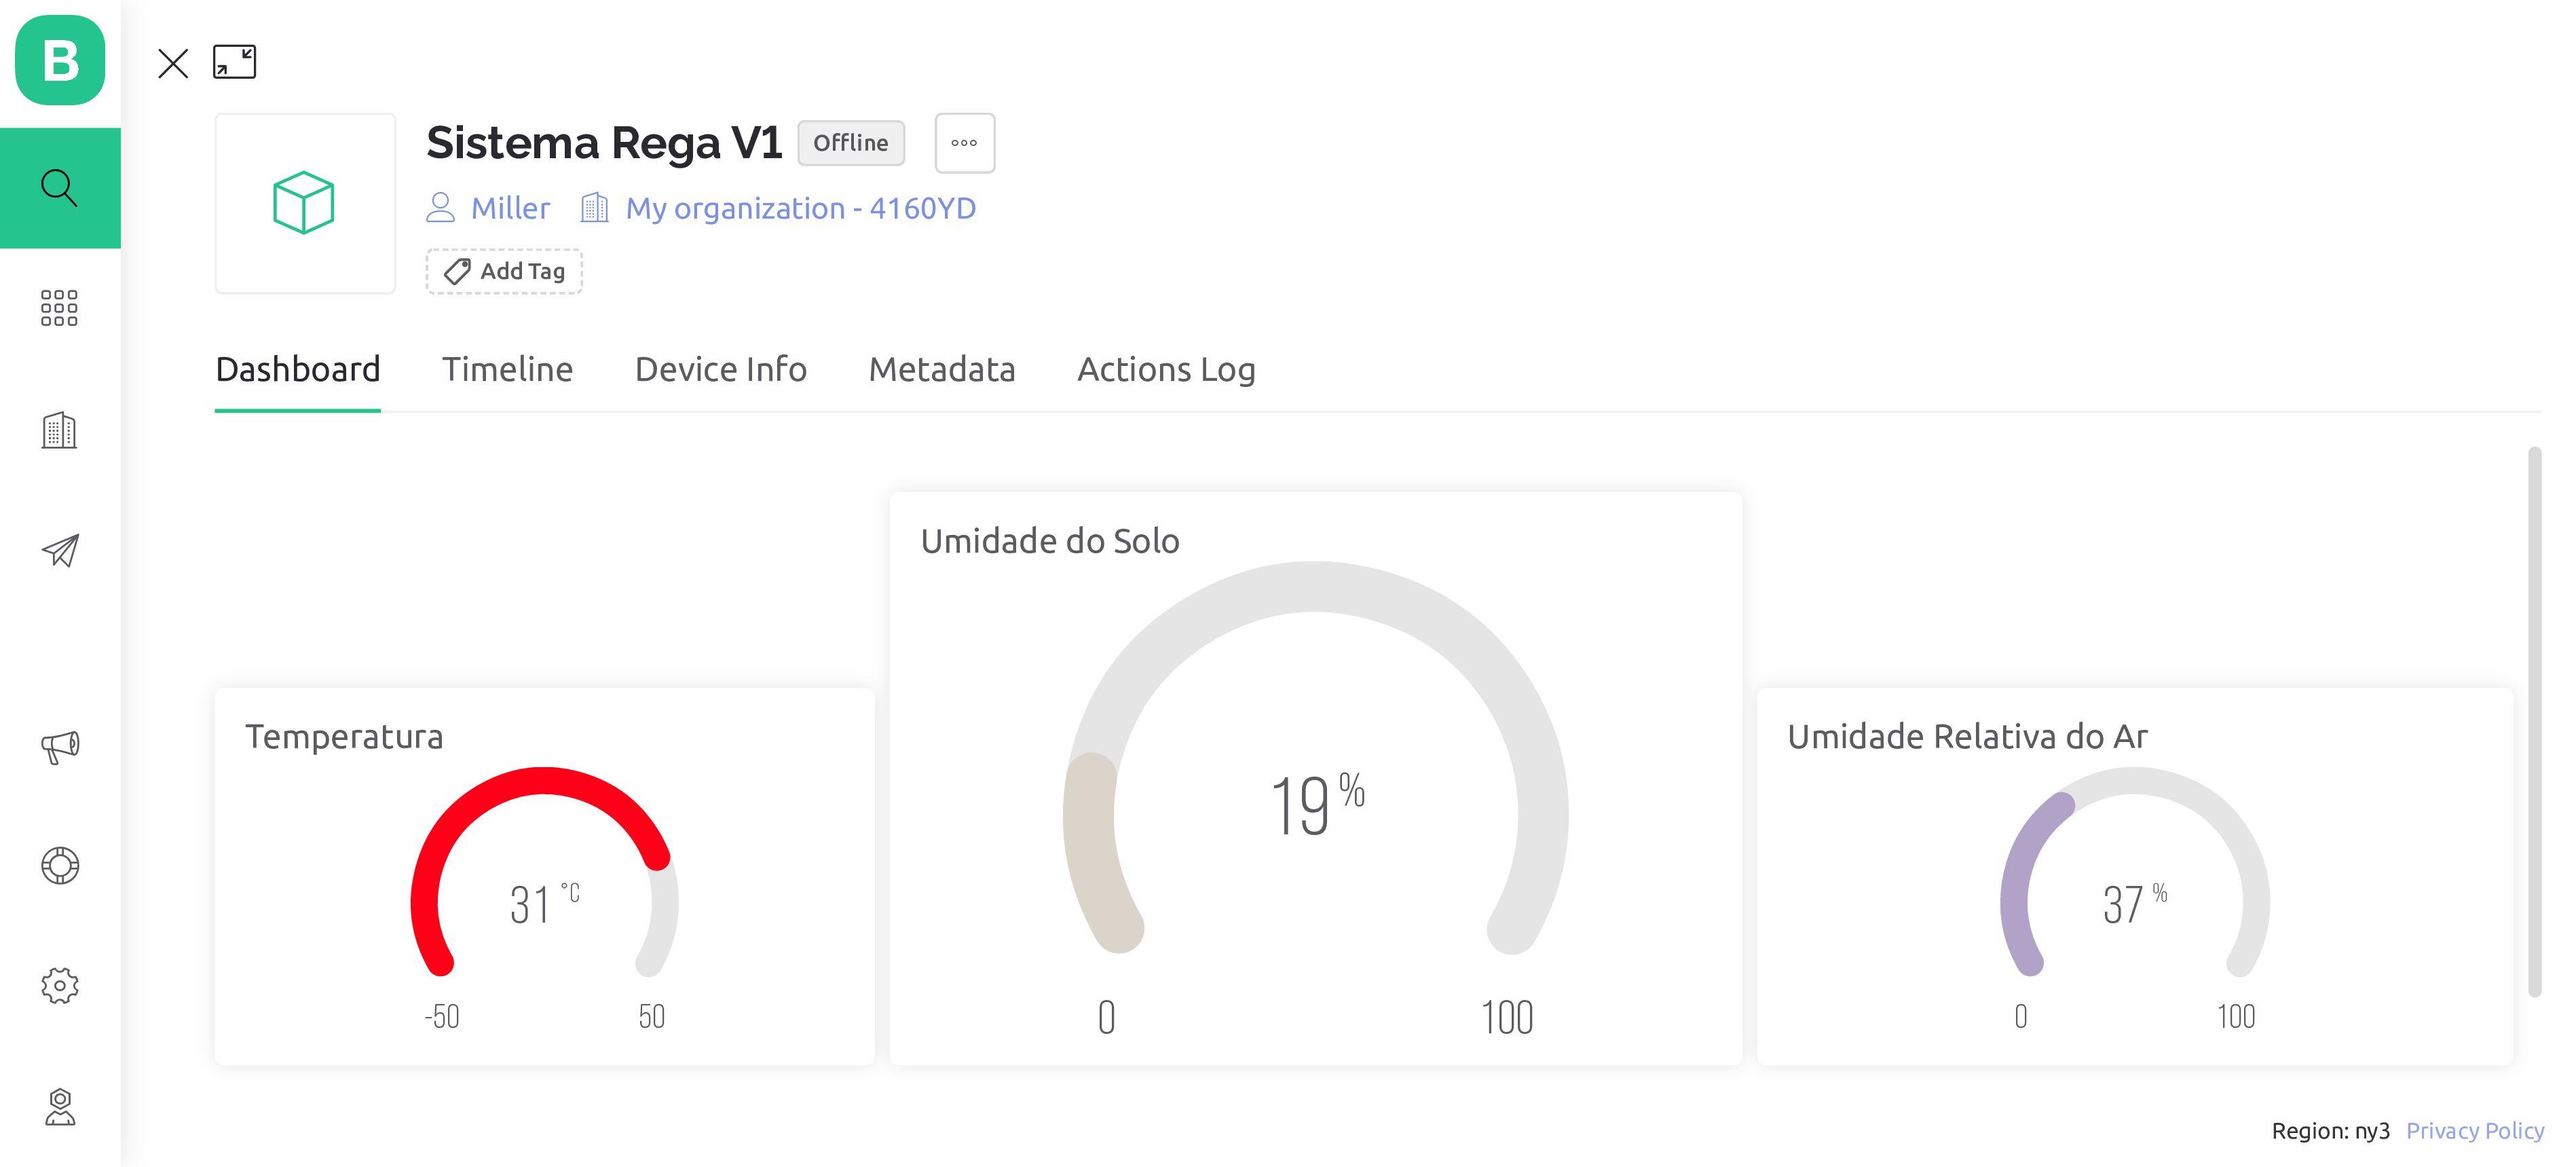 B
Sistema Rega V1 Offline
Miller My organization - 4160YD
Add Tag
Dashboard Timeline Device Info Metadata Actions Log
Umidade do Solo
19 %
0 100
Temperatura
31 °C
-50 50
Umidade Relativa do Ar
37 %
0 100
Region: ny3 Privacy Policy